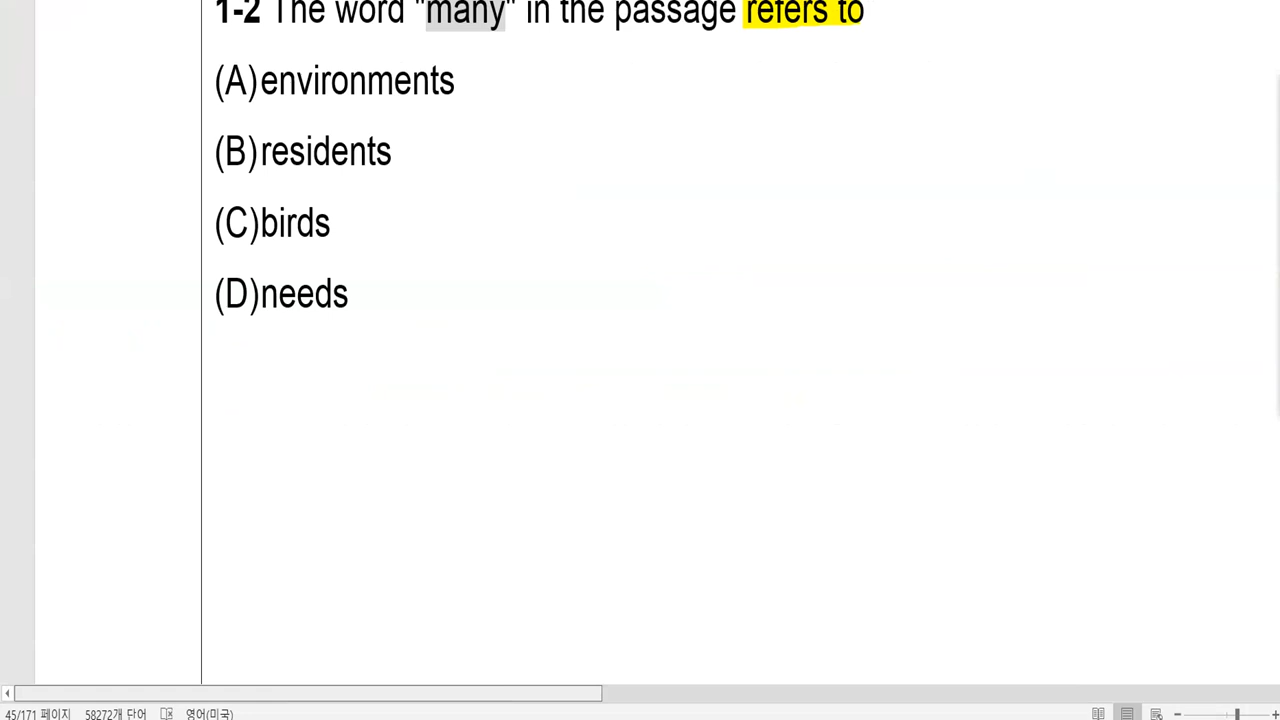 1-2 The word "many" in the passage refers to
(A)environments
(B)residents
(C)birds
(D)needs
45/171 페이지 58272개 단어 영어(미국)